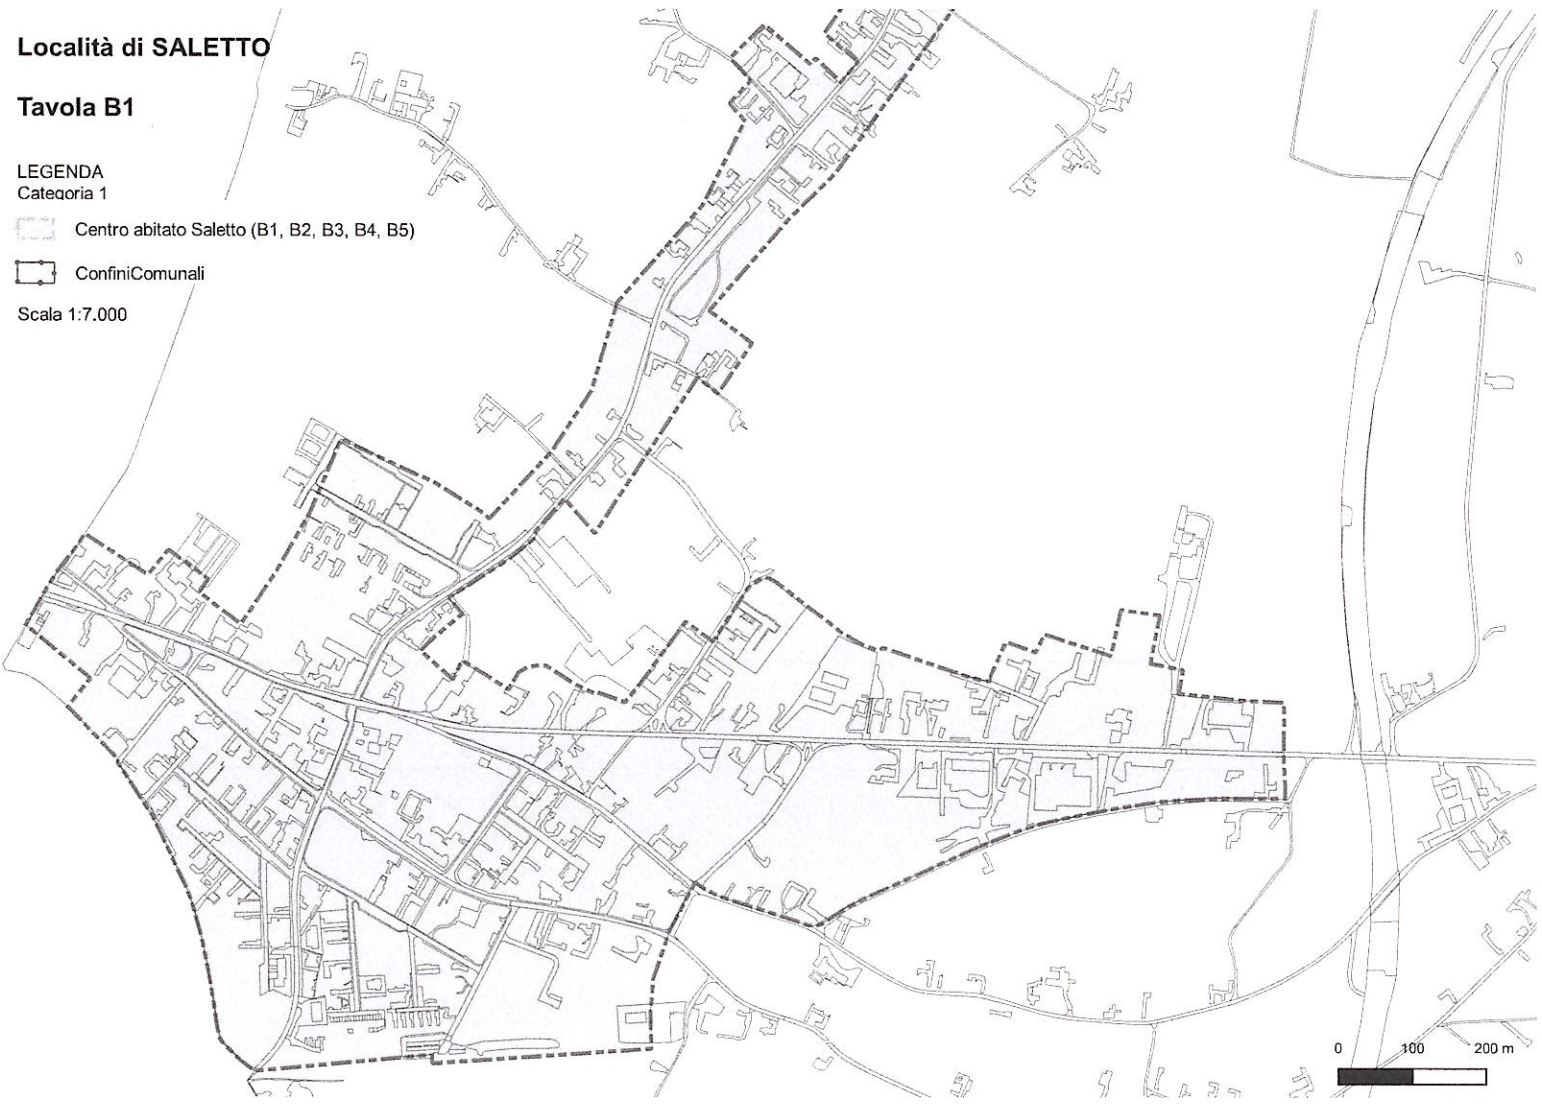 Località di SALETTO
Tavola B1
LEGENDA
Categoria 1
Centro abitato Saletto (B1, B2, B3, B4, B5)
ConfiniComunali
Scala 1:7.000
0 100 200 m